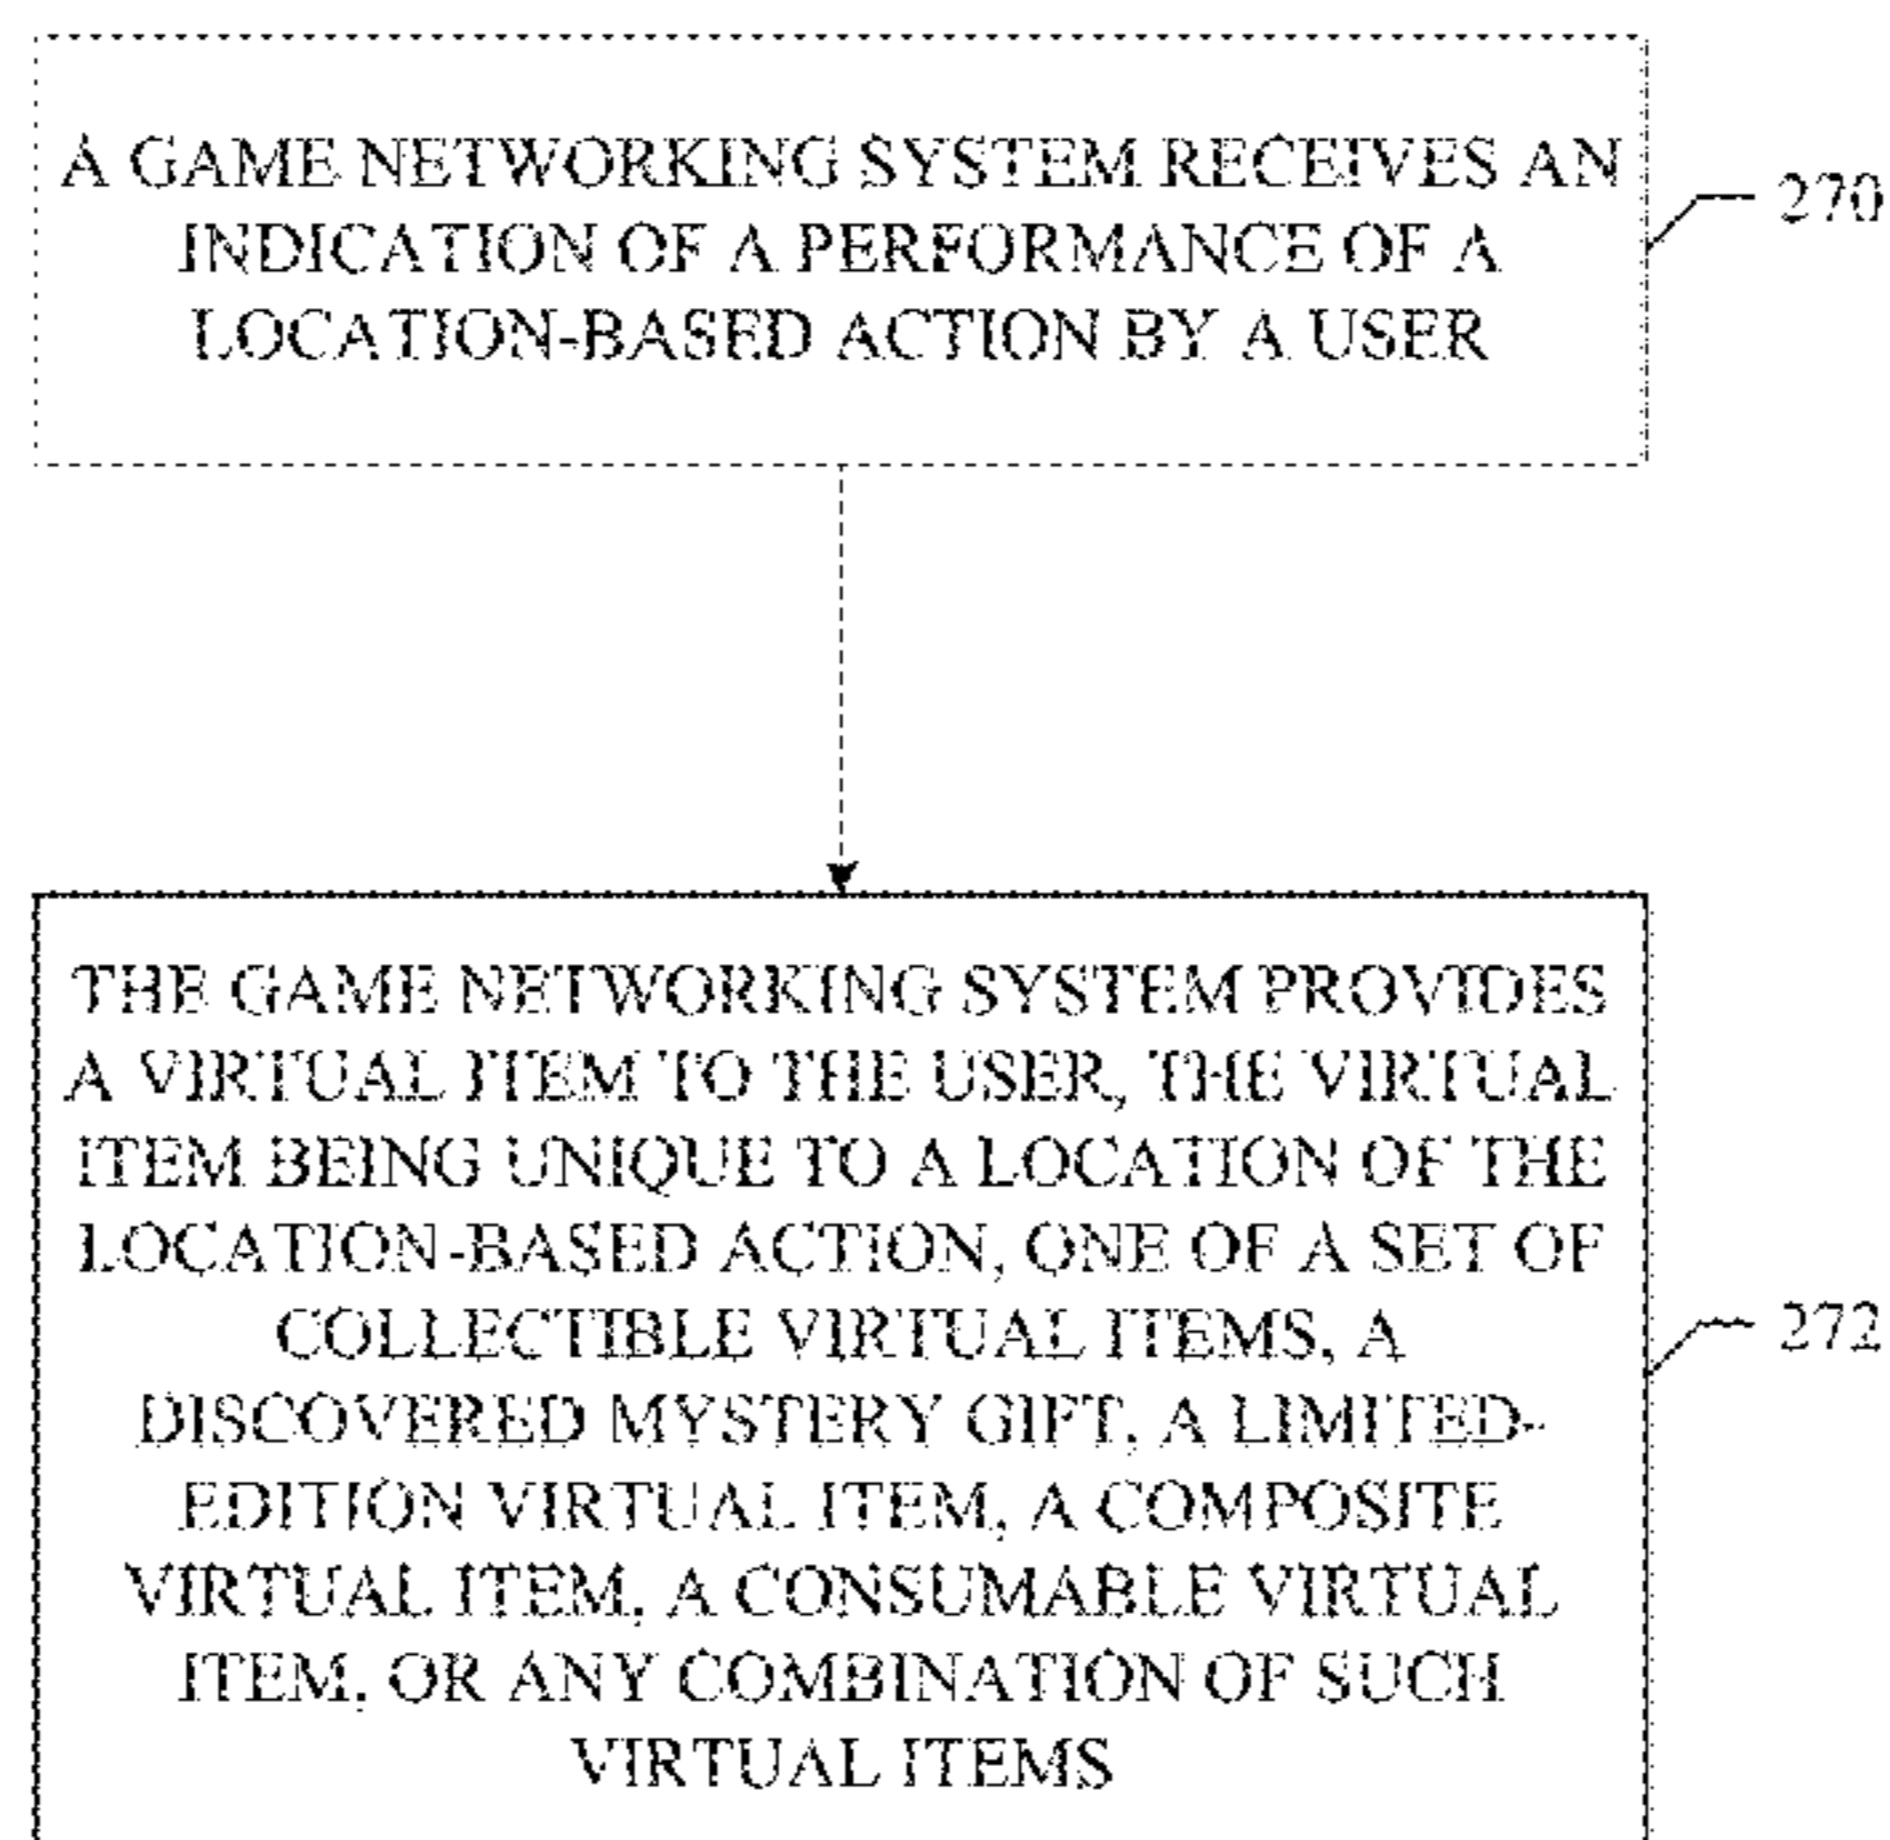 A GAME NETWORKING SYSTEM RECEIVES AN
INDICATION OF A PERFORMANCE OF A
LOCATION-BASED ACTION BY A USER
270
THE GAME NETWORKING SYSTEM PROVIDES
A VIRTUAL ITEM TO THE USER, THE VIRTUAL
ITEM BEING UNIQUE TO A LOCATION OF THE
LOCATION-BASED ACTION, ONE OF A SET OF
COLLECTIBLE VIRTUAL ITEMS, A
DISCOVERED MYSTERY GIFT, A LIMITED-
EDITION VIRTUAL ITEM, A COMPOSITE
VIRTUAL ITEM, A CONSUMABLE VIRTUAL
ITEM, OR ANY COMBINATION OF SUCH
VIRTUAL ITEMS
272